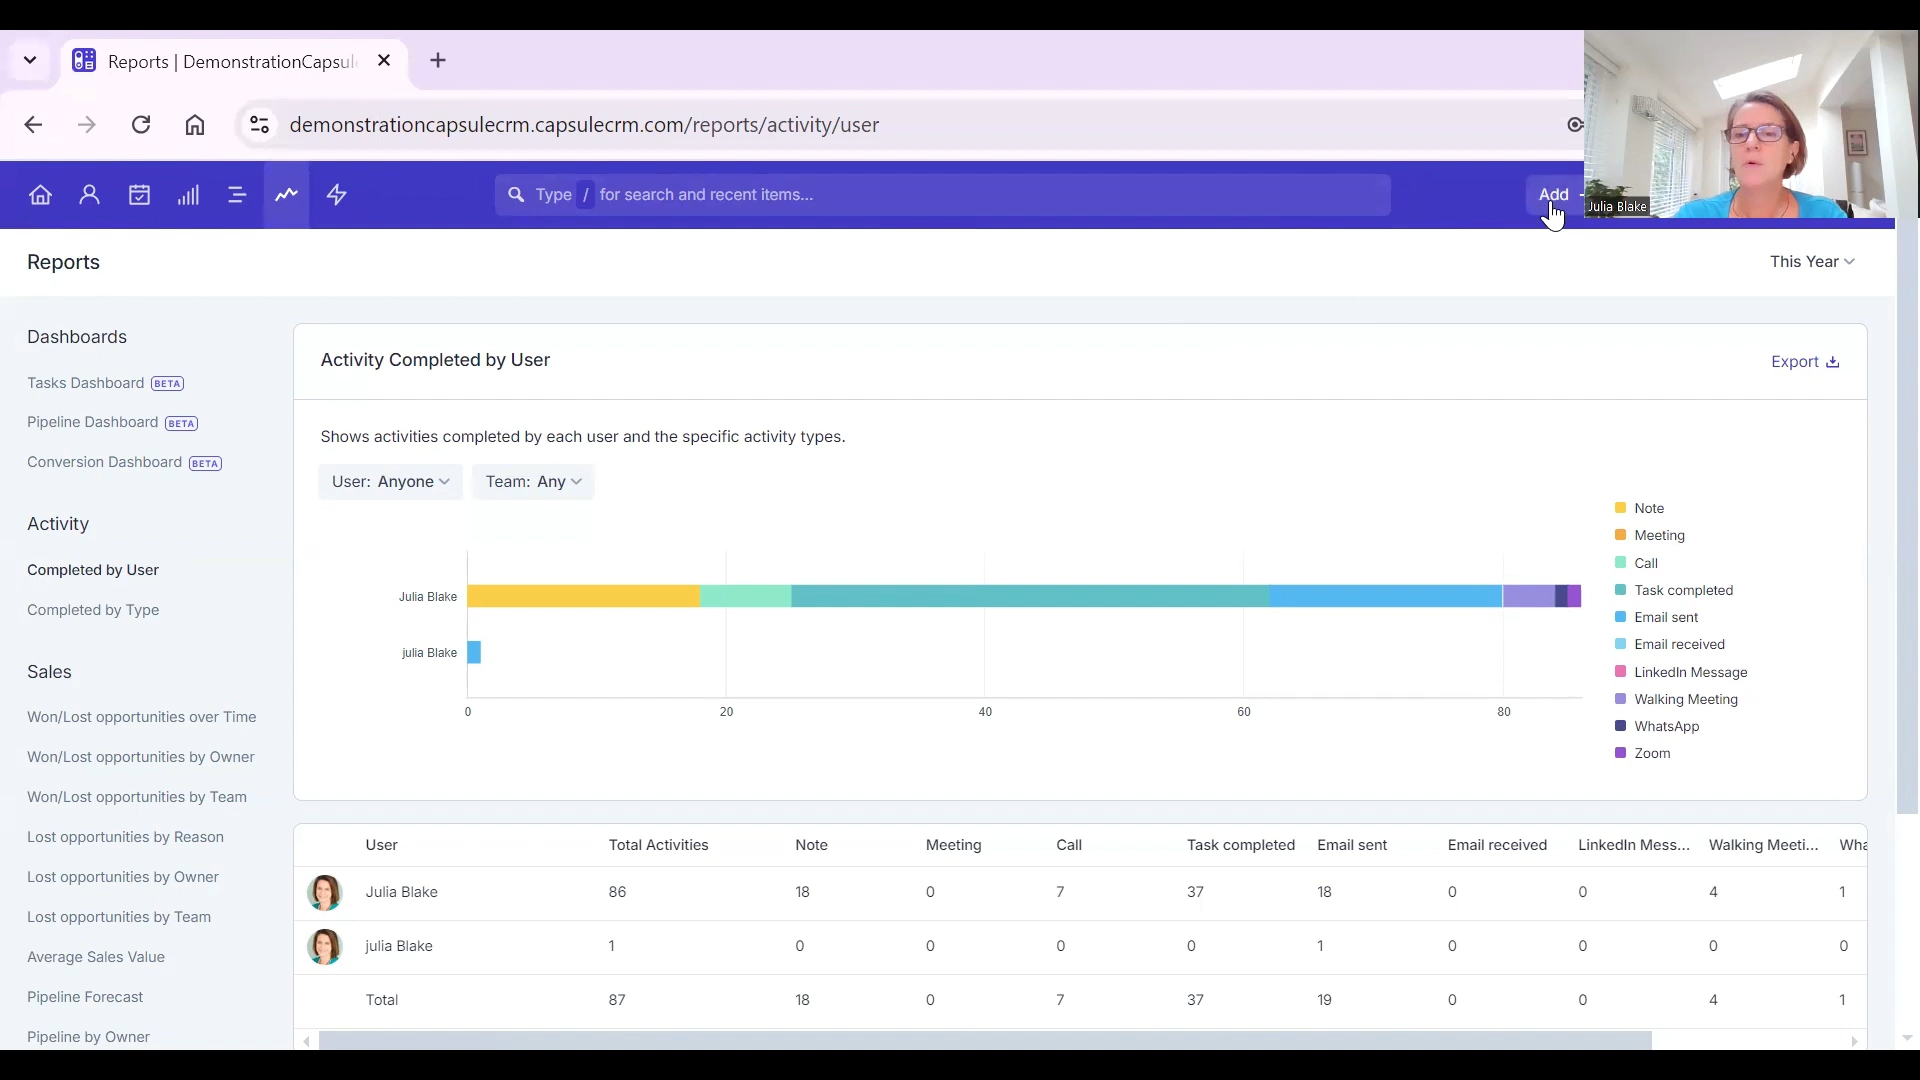 Reports | DemonstrationCapsul
demonstrationcapsulecrm.capsulecrm.com/reports/activity/user
Type / for search and recent items...
Add
Julia Blake
Reports
This Year
Dashboards
Tasks Dashboard BETA
Pipeline Dashboard BETA
Conversion Dashboard BETA
Activity
Completed by User
Completed by Type
Sales
Won/Lost opportunities over Time
Won/Lost opportunities by Owner
Won/Lost opportunities by Team
Lost opportunities by Reason
Lost opportunities by Owner
Lost opportunities by Team
Average Sales Value
Pipeline Forecast
Pipeline by Owner
Activity Completed by User
Export
Shows activities completed by each user and the specific activity types.
User: Anyone
Team: Any
Julia Blake
julia Blake
0 20 40 60 80
Note
Meeting
Call
Task completed
Email sent
Email received
LinkedIn Message
Walking Meeting
WhatsApp
Zoom
User Total Activities Note Meeting Call Task completed Email sent Email received LinkedIn Mess... Walking Meeti... Wha
Julia Blake 86 18 0 7 37 18 0 0 4 1
julia Blake 1 0 0 0 0 1 0 0 0 0
Total 87 18 0 7 37 19 0 0 4 1